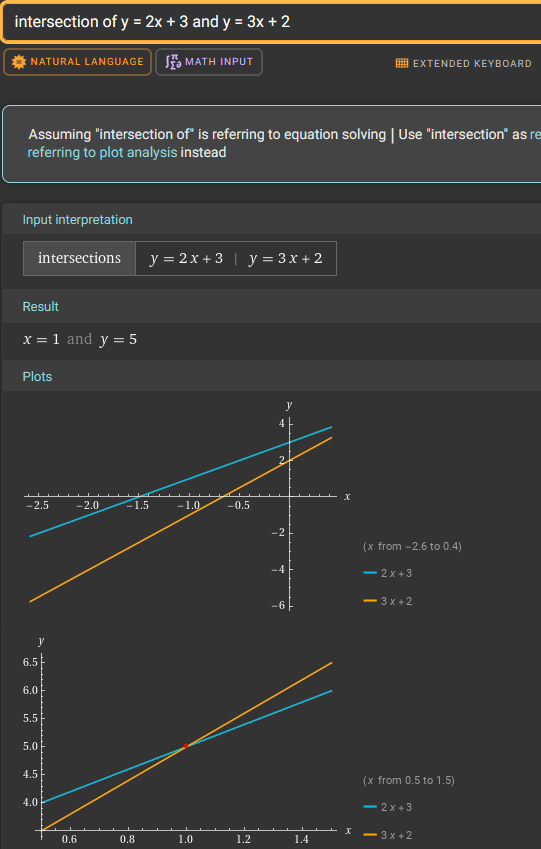 intersection of y = 2x + 3 and y = 3x + 2
NATURAL LANGUAGE
∫Σ∂π MATH INPUT
EXTENDED KEYBOARD
Assuming "intersection of" is referring to equation solving | Use "intersection" as re
referring to plot analysis instead
Input interpretation
intersections y = 2 x + 3 | y = 3 x + 2
Result
x = 1 and y = 5
Plots
y
4
2
-2.5 -2.0 -1.5 -1.0 -0.5 x
-2
-4
-6
(x from -2.6 to 0.4)
2 x + 3
3 x + 2
y
6.5
6.0
5.5
5.0
4.5
4.0
0.6 0.8 1.0 1.2 1.4 x
(x from 0.5 to 1.5)
2 x + 3
3 x + 2